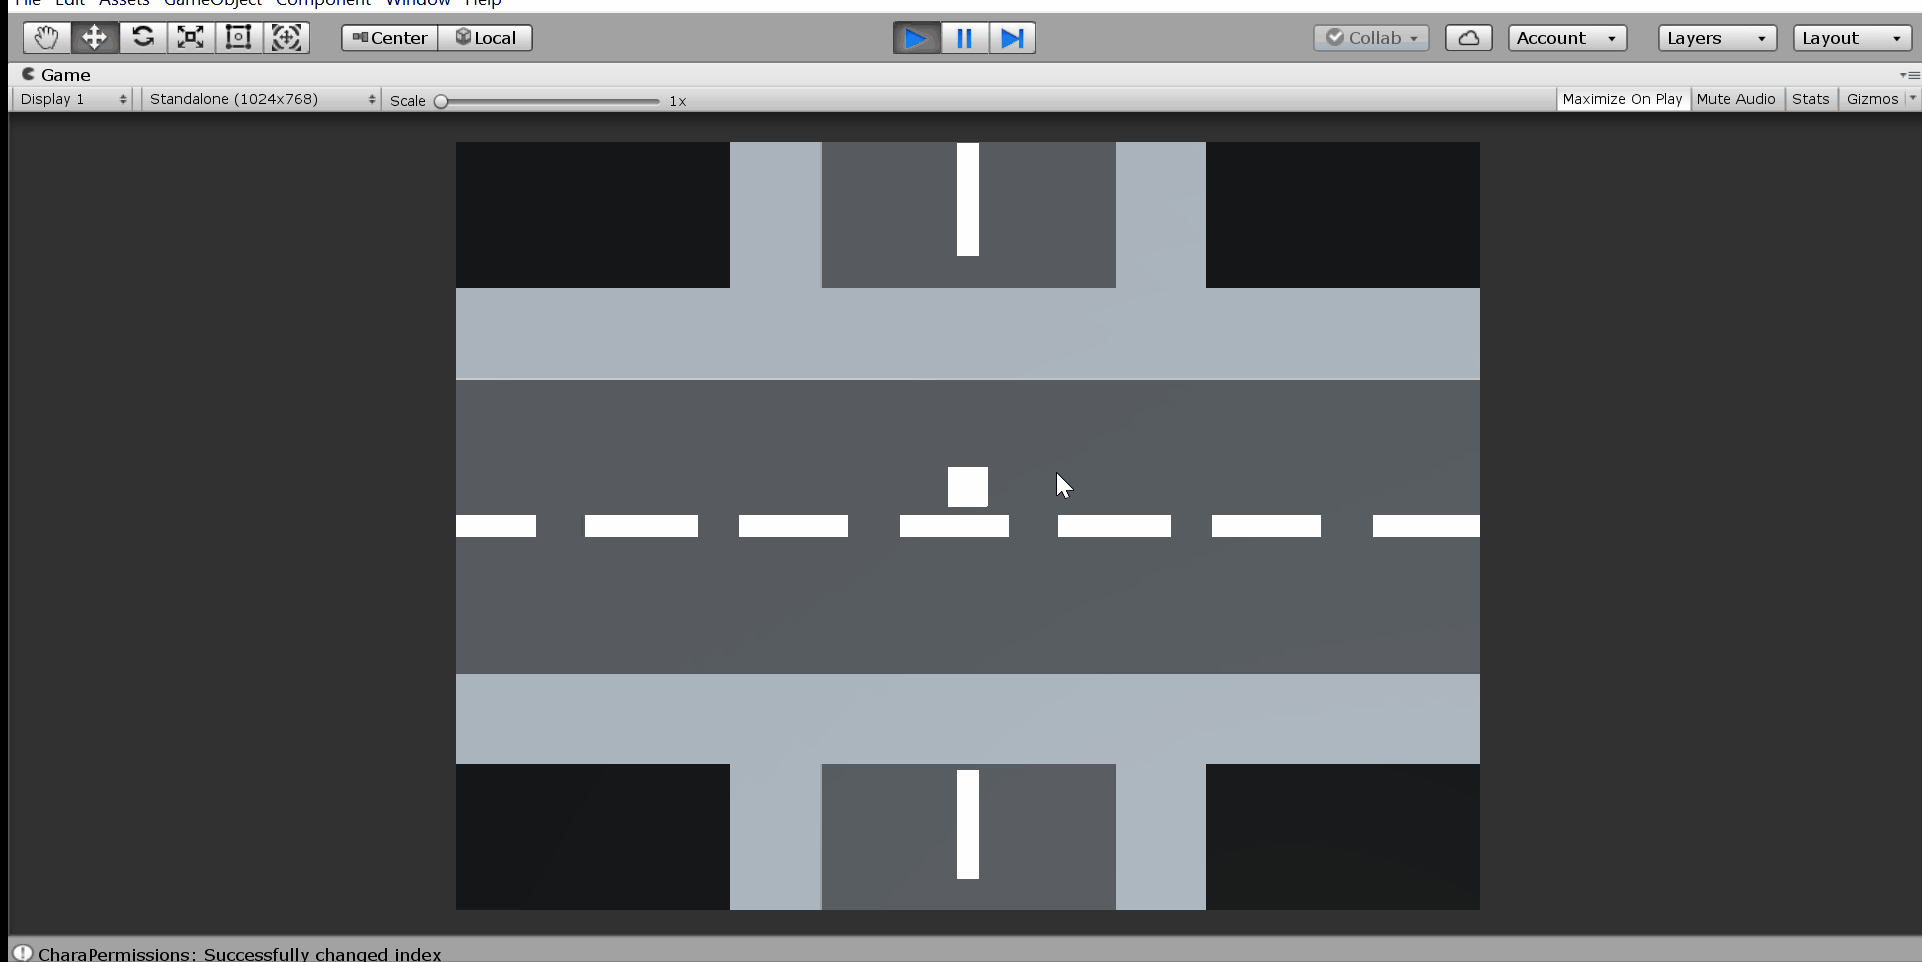 File Edit Assets GameObject Component Window Help
Center Local Collab Account Layers Layout
Game
Display 1 Standalone (1024x768) Scale 1x Maximize On Play Mute Audio Stats Gizmos
CharaPermissions: Successfully changed index